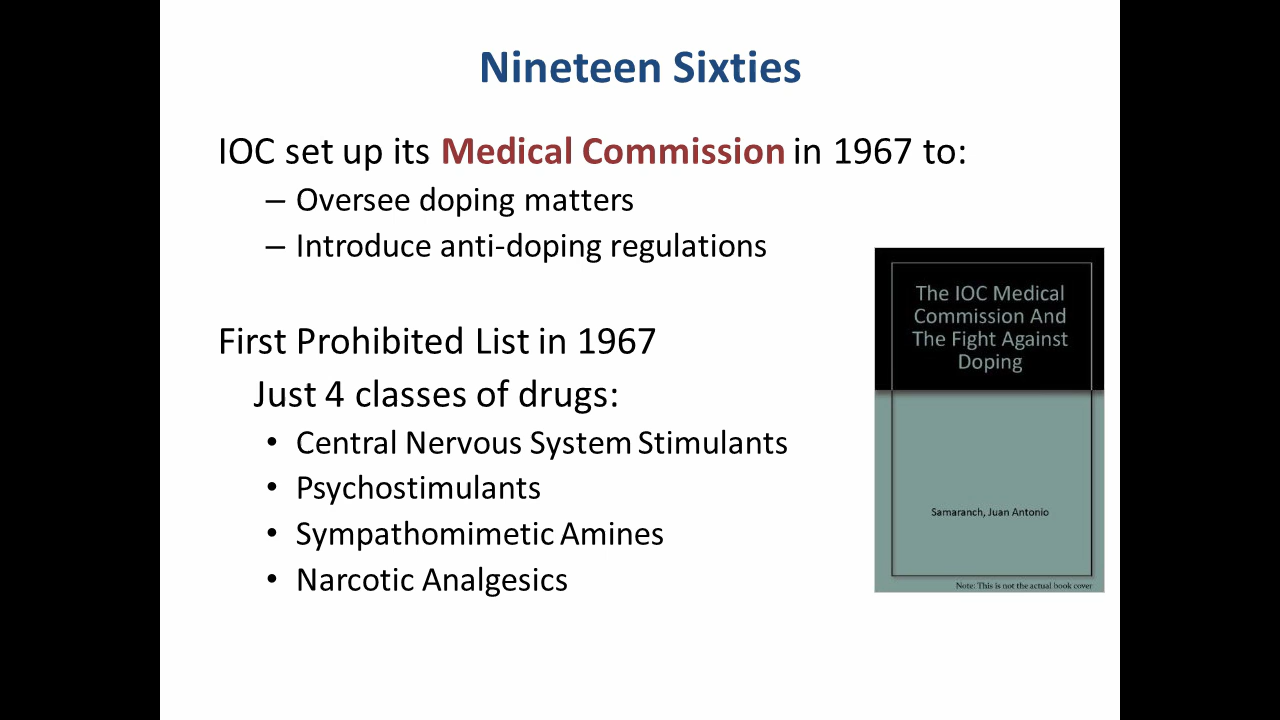 Nineteen Sixties
IOC set up its Medical Commission in 1967 to:
– Oversee doping matters
– Introduce anti-doping regulations
First Prohibited List in 1967
Just 4 classes of drugs:
• Central Nervous System Stimulants
• Psychostimulants
• Sympathomimetic Amines
• Narcotic Analgesics
The IOC Medical
Commission And
The Fight Against
Doping
Samaranch, Juan Antonio
Note: This is not the actual book cover